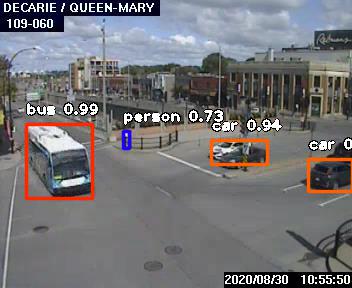 DECARIE / QUEEN-MARY
109-060
bus 0.99
person 0.73
car 0.94
car 0
2020/08/30 10:55:50